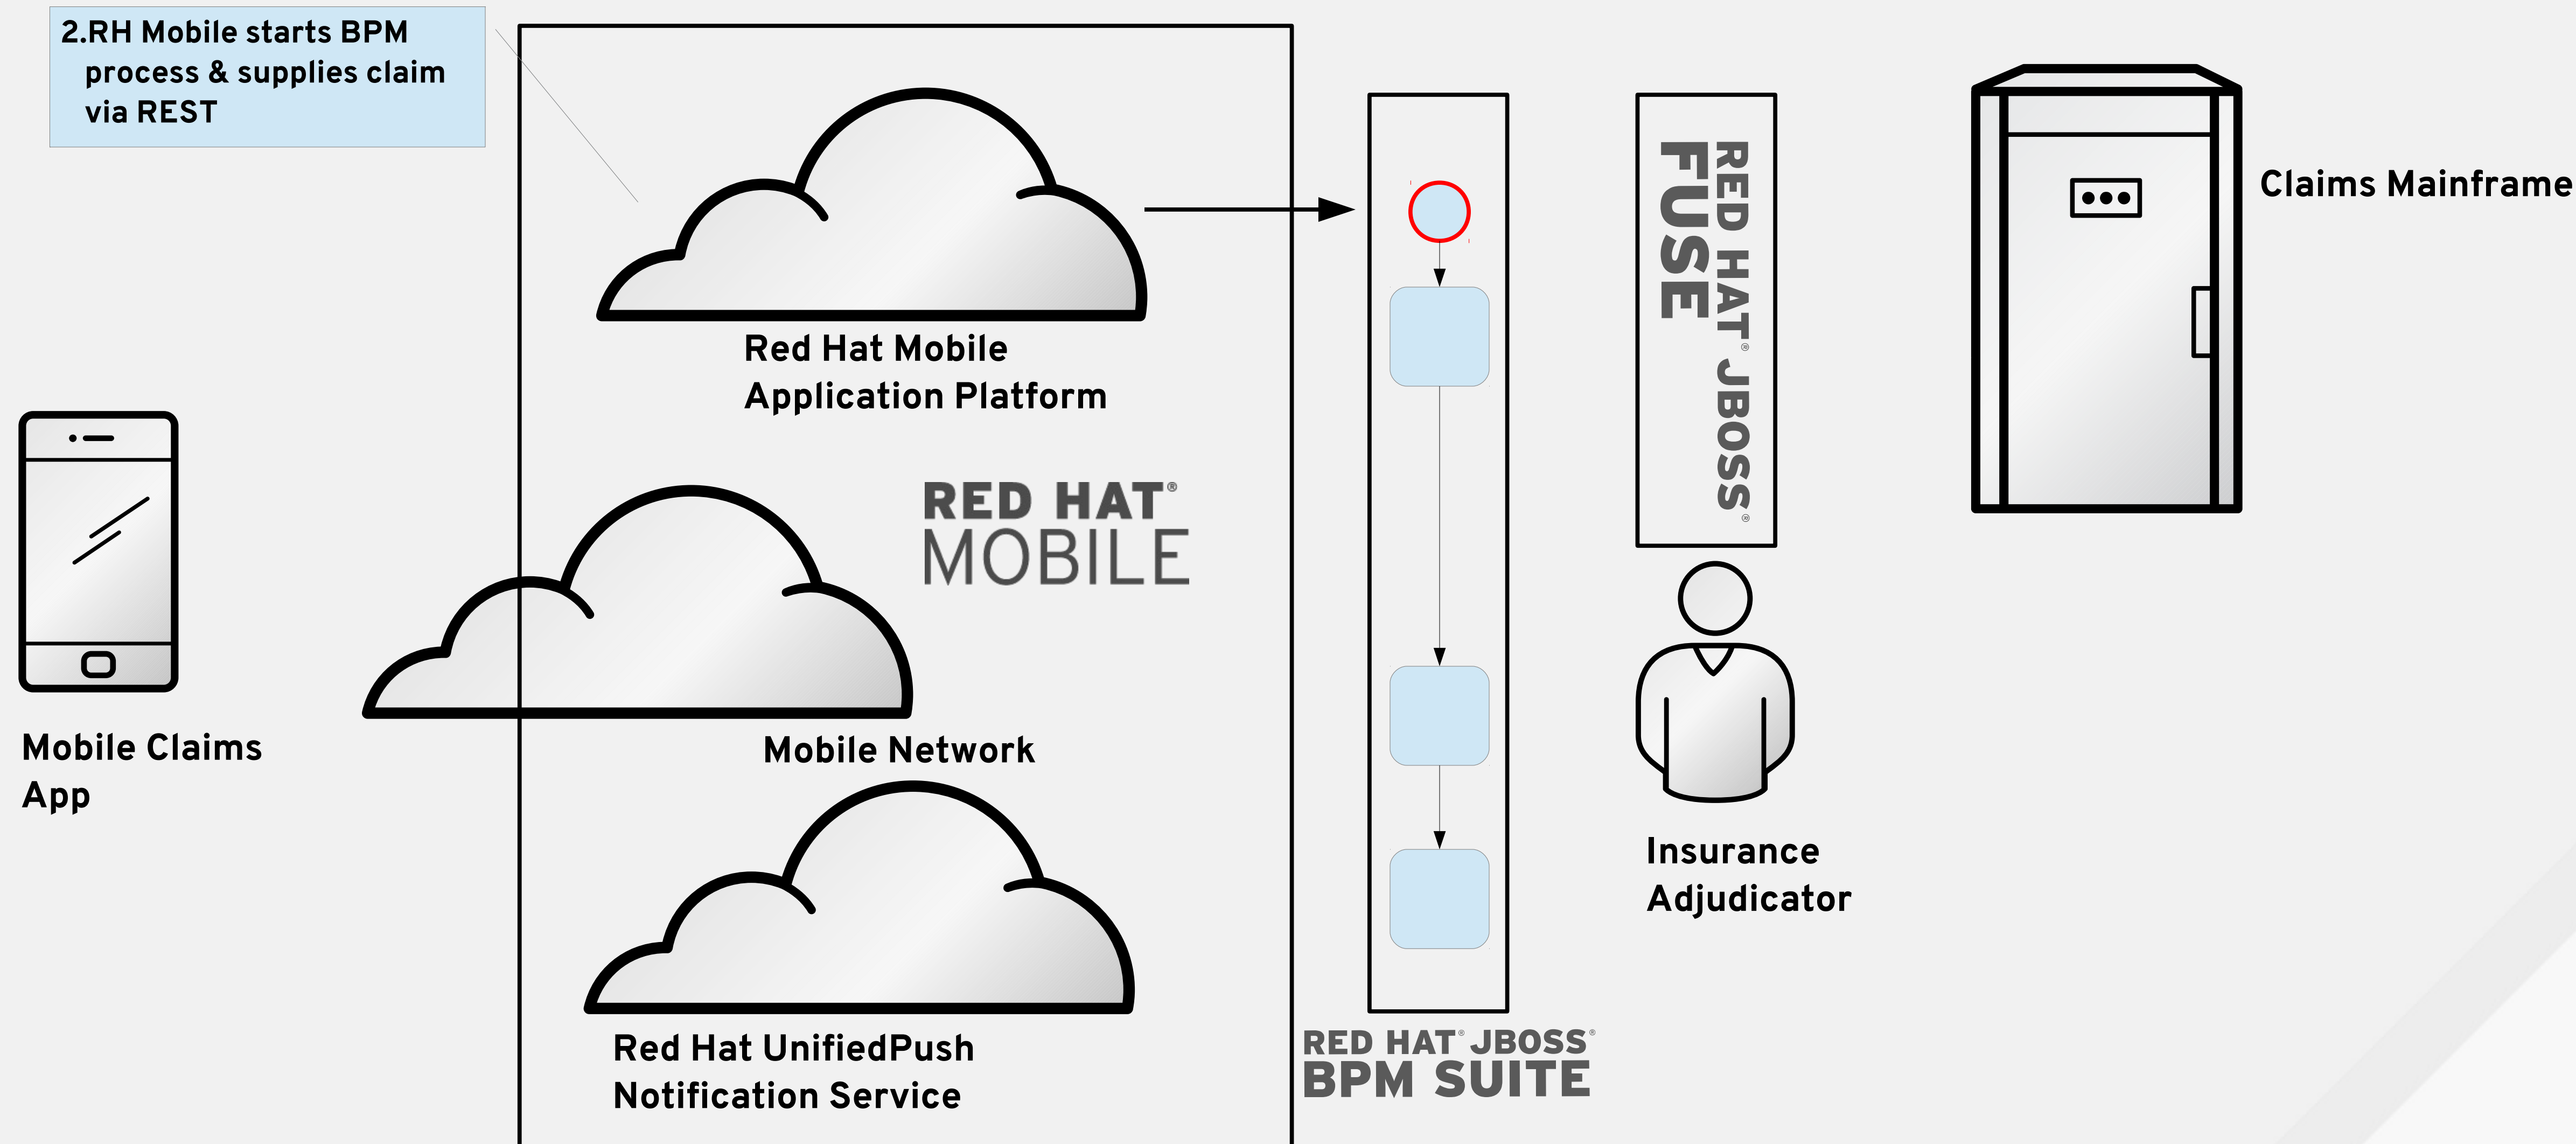 2.RH Mobile starts BPM
process & supplies claim
via REST
Red Hat Mobile
Application Platform
RED HAT®
MOBILE
Mobile Network
Mobile Claims
App
Red Hat UnifiedPush
Notification Service
RED HAT® JBOSS®
BPM SUITE
RED HAT® JBOSS®
FUSE
Insurance
Adjudicator
Claims Mainframe